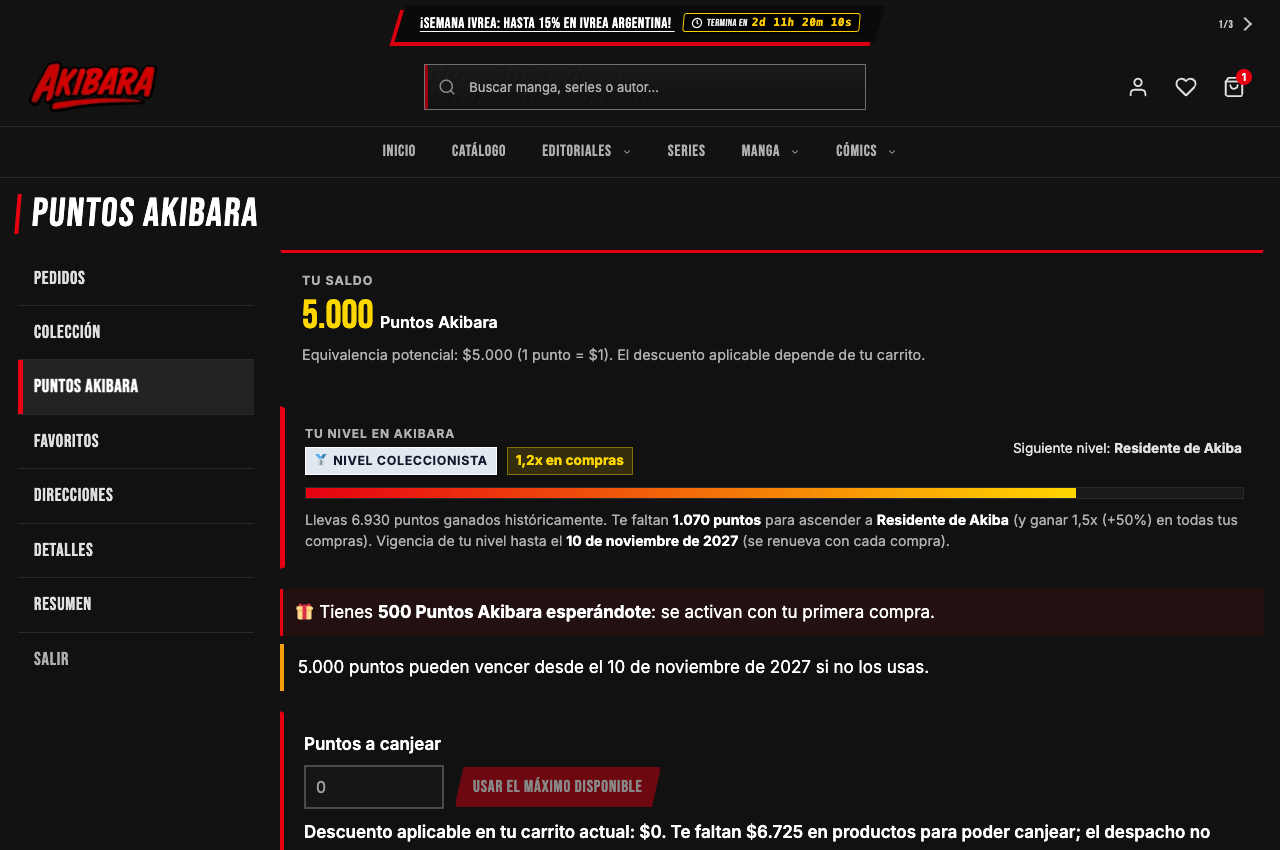 ¡SEMANA IVREA: HASTA 15% EN IVREA ARGENTINA! TERMINA EN 2d 11h 20m 10s
1/3
AKIBARA
Buscar manga, series o autor...
1
INICIO CATÁLOGO EDITORIALES SERIES MANGA CÓMICS
PUNTOS AKIBARA
PEDIDOS
COLECCIÓN
PUNTOS AKIBARA
FAVORITOS
DIRECCIONES
DETALLES
RESUMEN
SALIR
TU SALDO
5.000 Puntos Akibara
Equivalencia potencial: $5.000 (1 punto = $1). El descuento aplicable depende de tu carrito.
TU NIVEL EN AKIBARA
NIVEL COLECCIONISTA 1,2x en compras
Siguiente nivel: Residente de Akiba
Llevas 6.930 puntos ganados históricamente. Te faltan 1.070 puntos para ascender a Residente de Akiba (y ganar 1,5x (+50%) en todas tus
compras). Vigencia de tu nivel hasta el 10 de noviembre de 2027 (se renueva con cada compra).
Tienes 500 Puntos Akibara esperándote: se activan con tu primera compra.
5.000 puntos pueden vencer desde el 10 de noviembre de 2027 si no los usas.
Puntos a canjear
0
USAR EL MÁXIMO DISPONIBLE
Descuento aplicable en tu carrito actual: $0. Te faltan $6.725 en productos para poder canjear; el despacho no